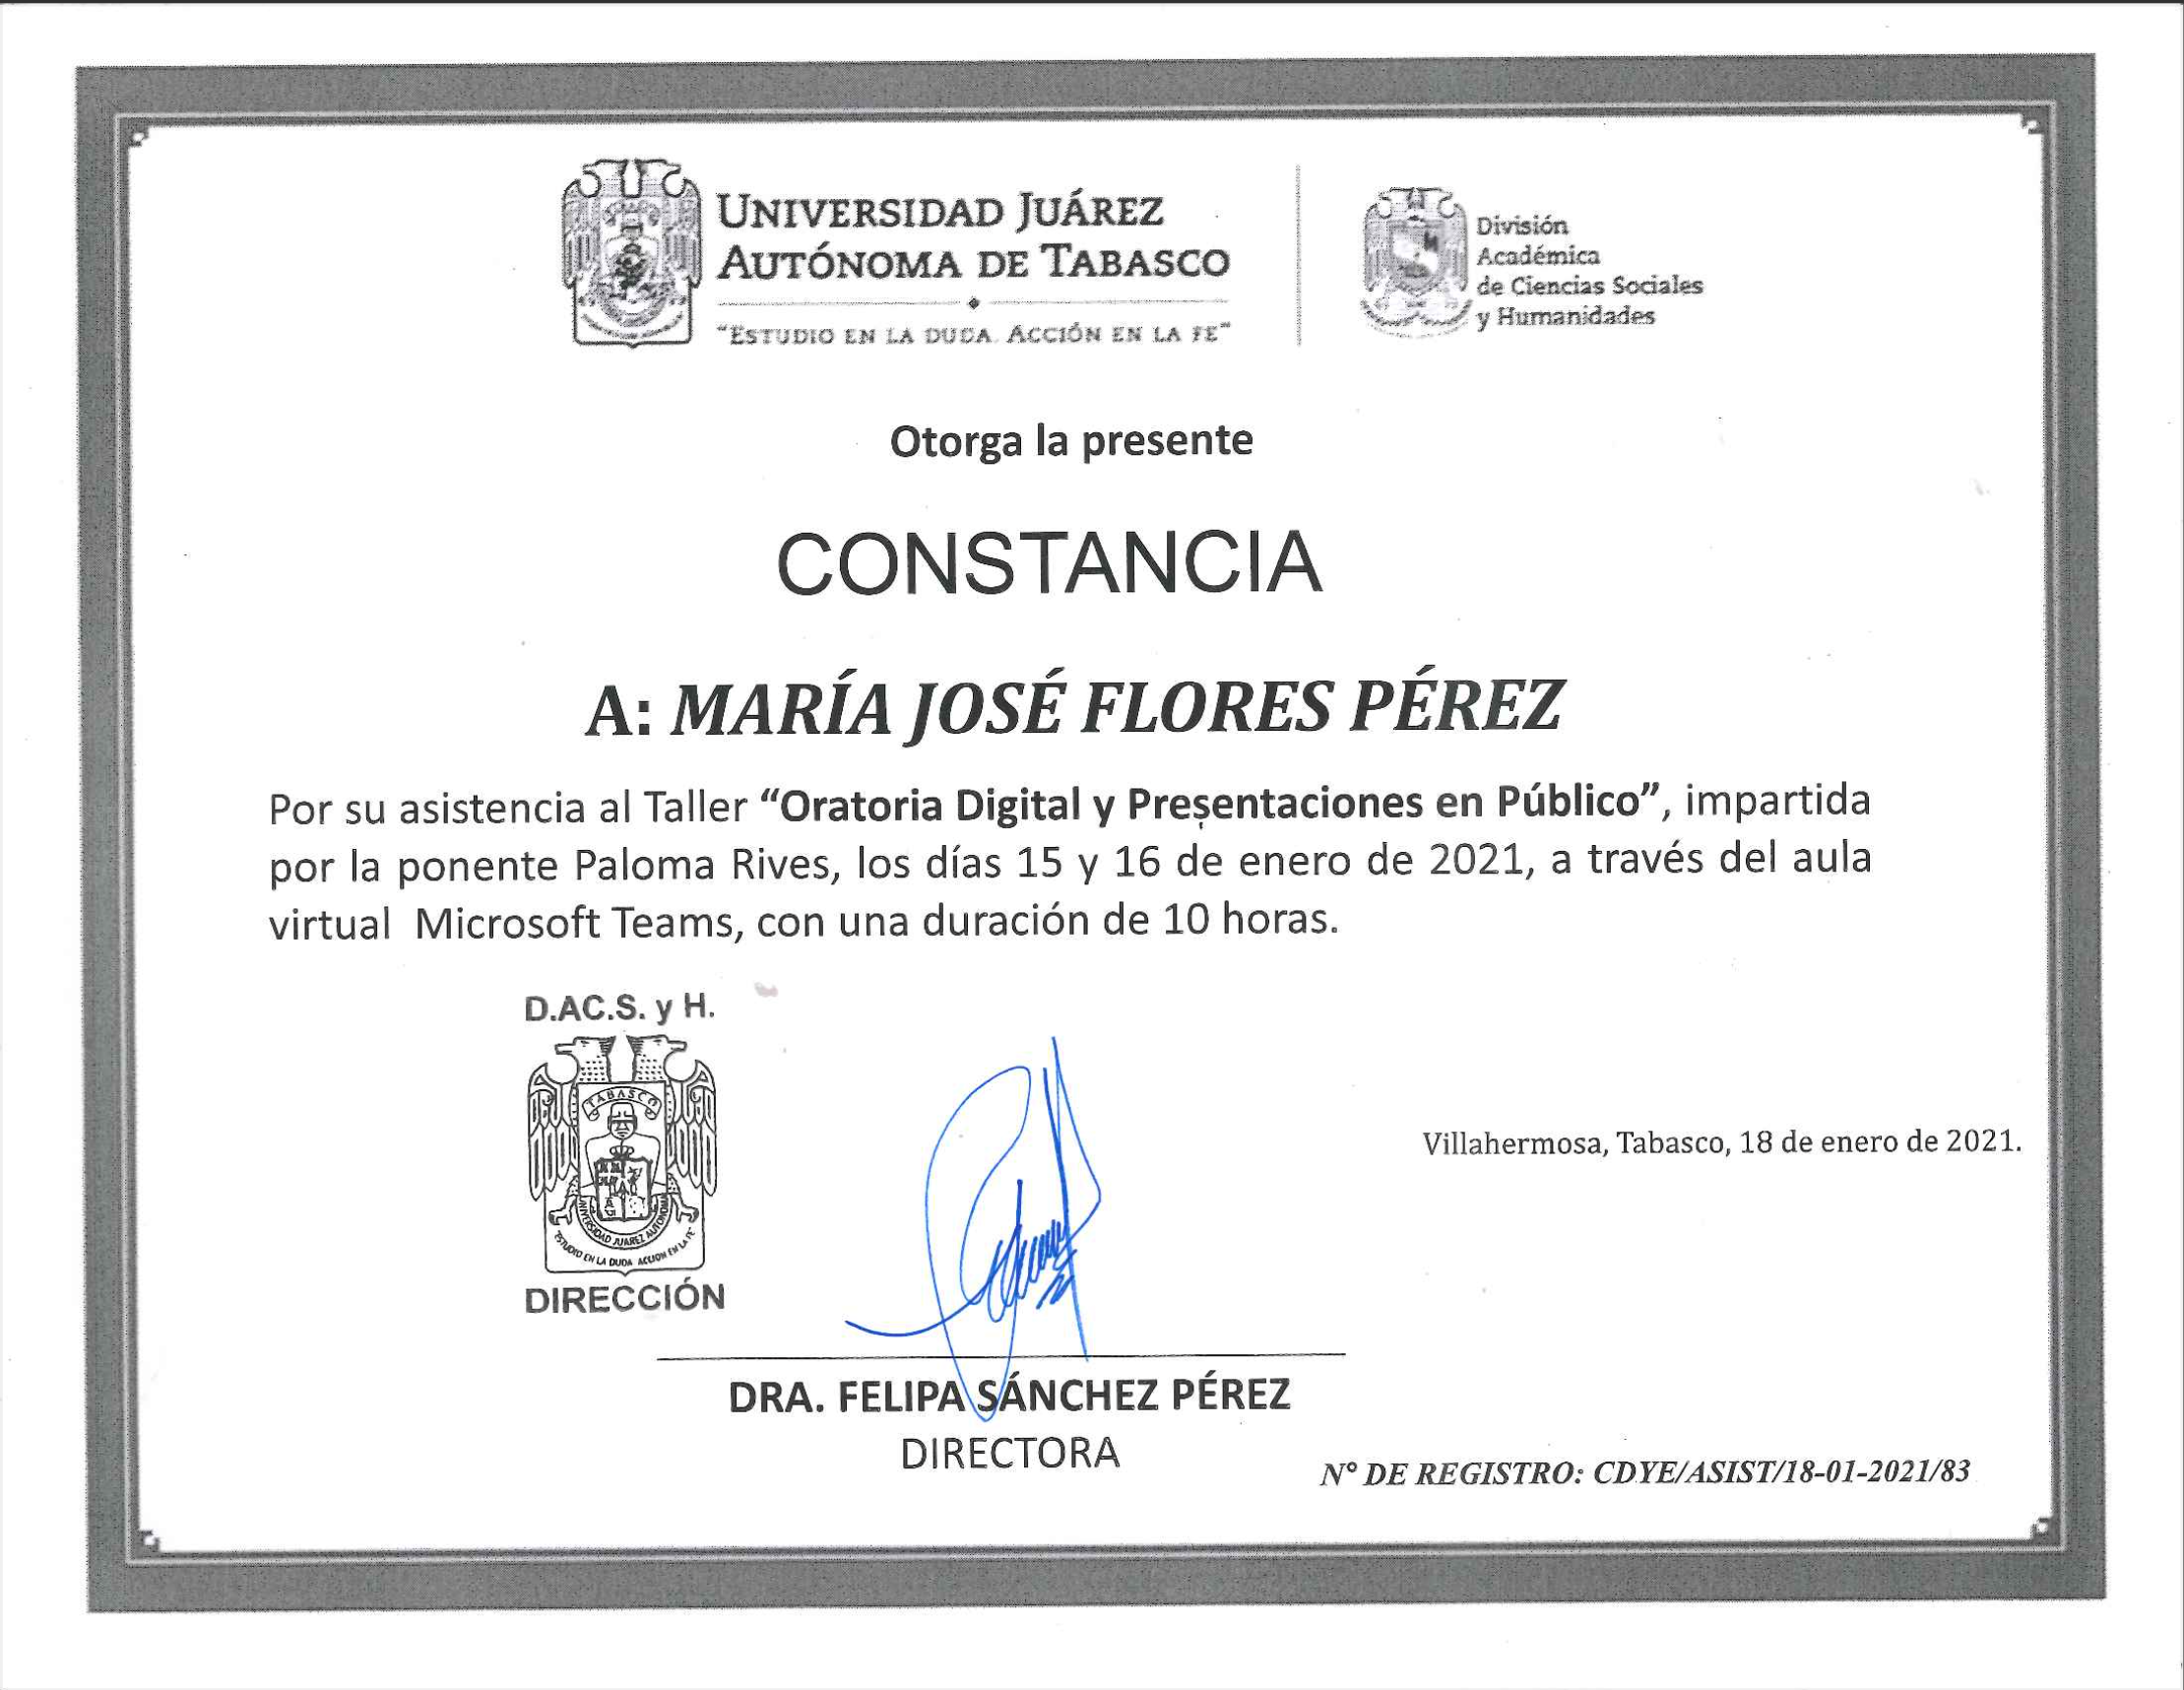 UNIVERSIDAD JUÁREZ
AUTÓNOMA DE TABASCO
"ESTUDIO EN LA DUDA. ACCIÓN EN LA FE"
División
Académica
de Ciencias Sociales
y Humanidades
Otorga la presente
CONSTANCIA
A: MARÍA JOSÉ FLORES PÉREZ
Por su asistencia al Taller “Oratoria Digital y Presentaciones en Público”, impartida
por la ponente Paloma Rives, los días 15 y 16 de enero de 2021, a través del aula
virtual Microsoft Teams, con una duración de 10 horas.
D.AC.S. y H.
TABASCO
UNIVERSIDAD JUAREZ AUTONOMA
"ESTUDIO EN LA DUDA ACCION EN LA FE"
DIRECCIÓN
Villahermosa, Tabasco, 18 de enero de 2021.
DRA. FELIPA SÁNCHEZ PÉREZ
DIRECTORA
N° DE REGISTRO: CDYE/ASIST/18-01-2021/83